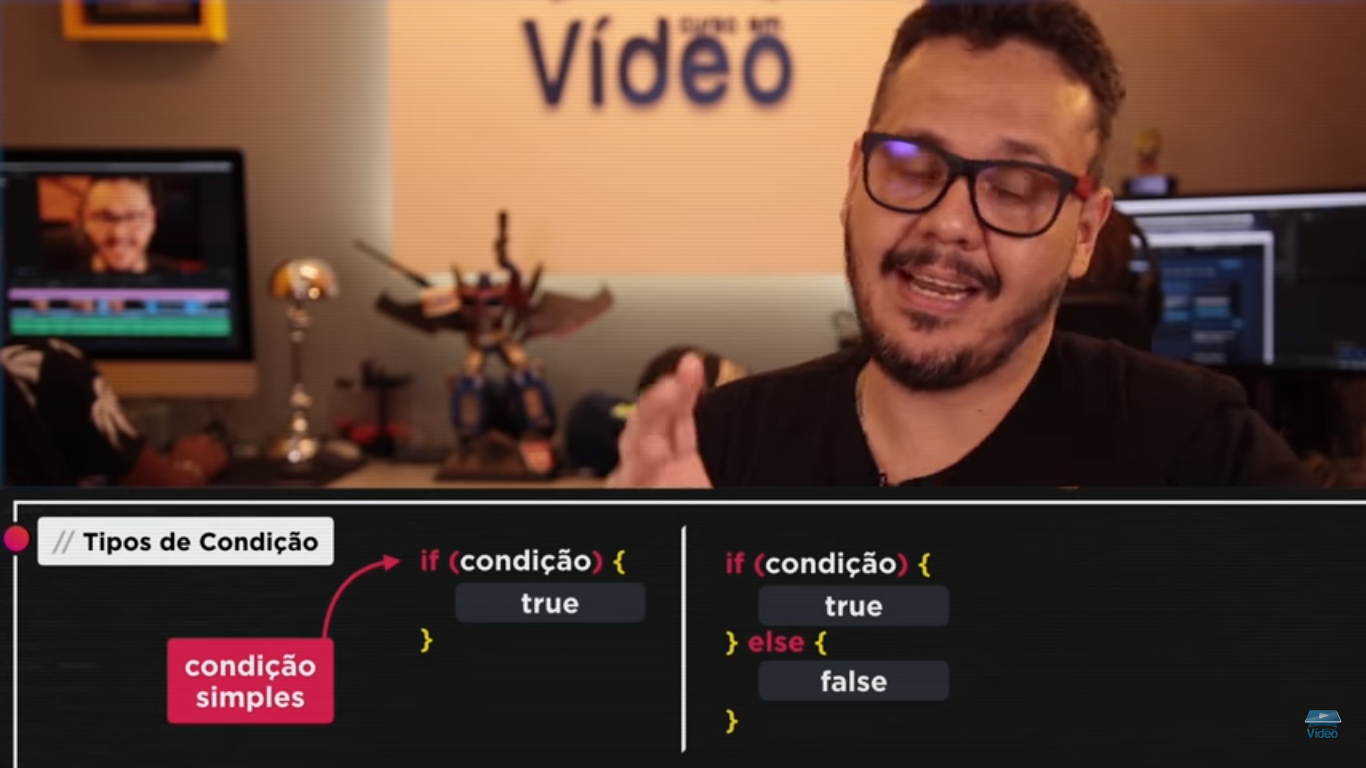 curso em
Vídeo
// Tipos de Condição
condição
simples
if (condição) {
true
}
if (condição) {
true
} else {
false
}
Vídeo